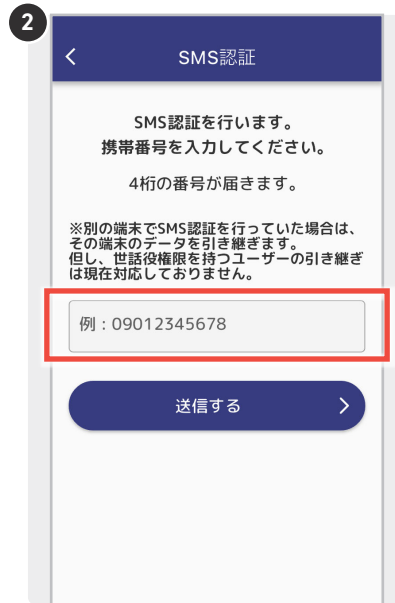 2
SMS認証
SMS認証を行います。
携帯番号を入力してください。
4桁の番号が届きます。
※別の端末でSMS認証を行っていた場合は、
その端末のデータを引き継ぎます。
但し、世話役権限を持つユーザーの引き継ぎ
は現在対応しておりません。
例：09012345678
送信する